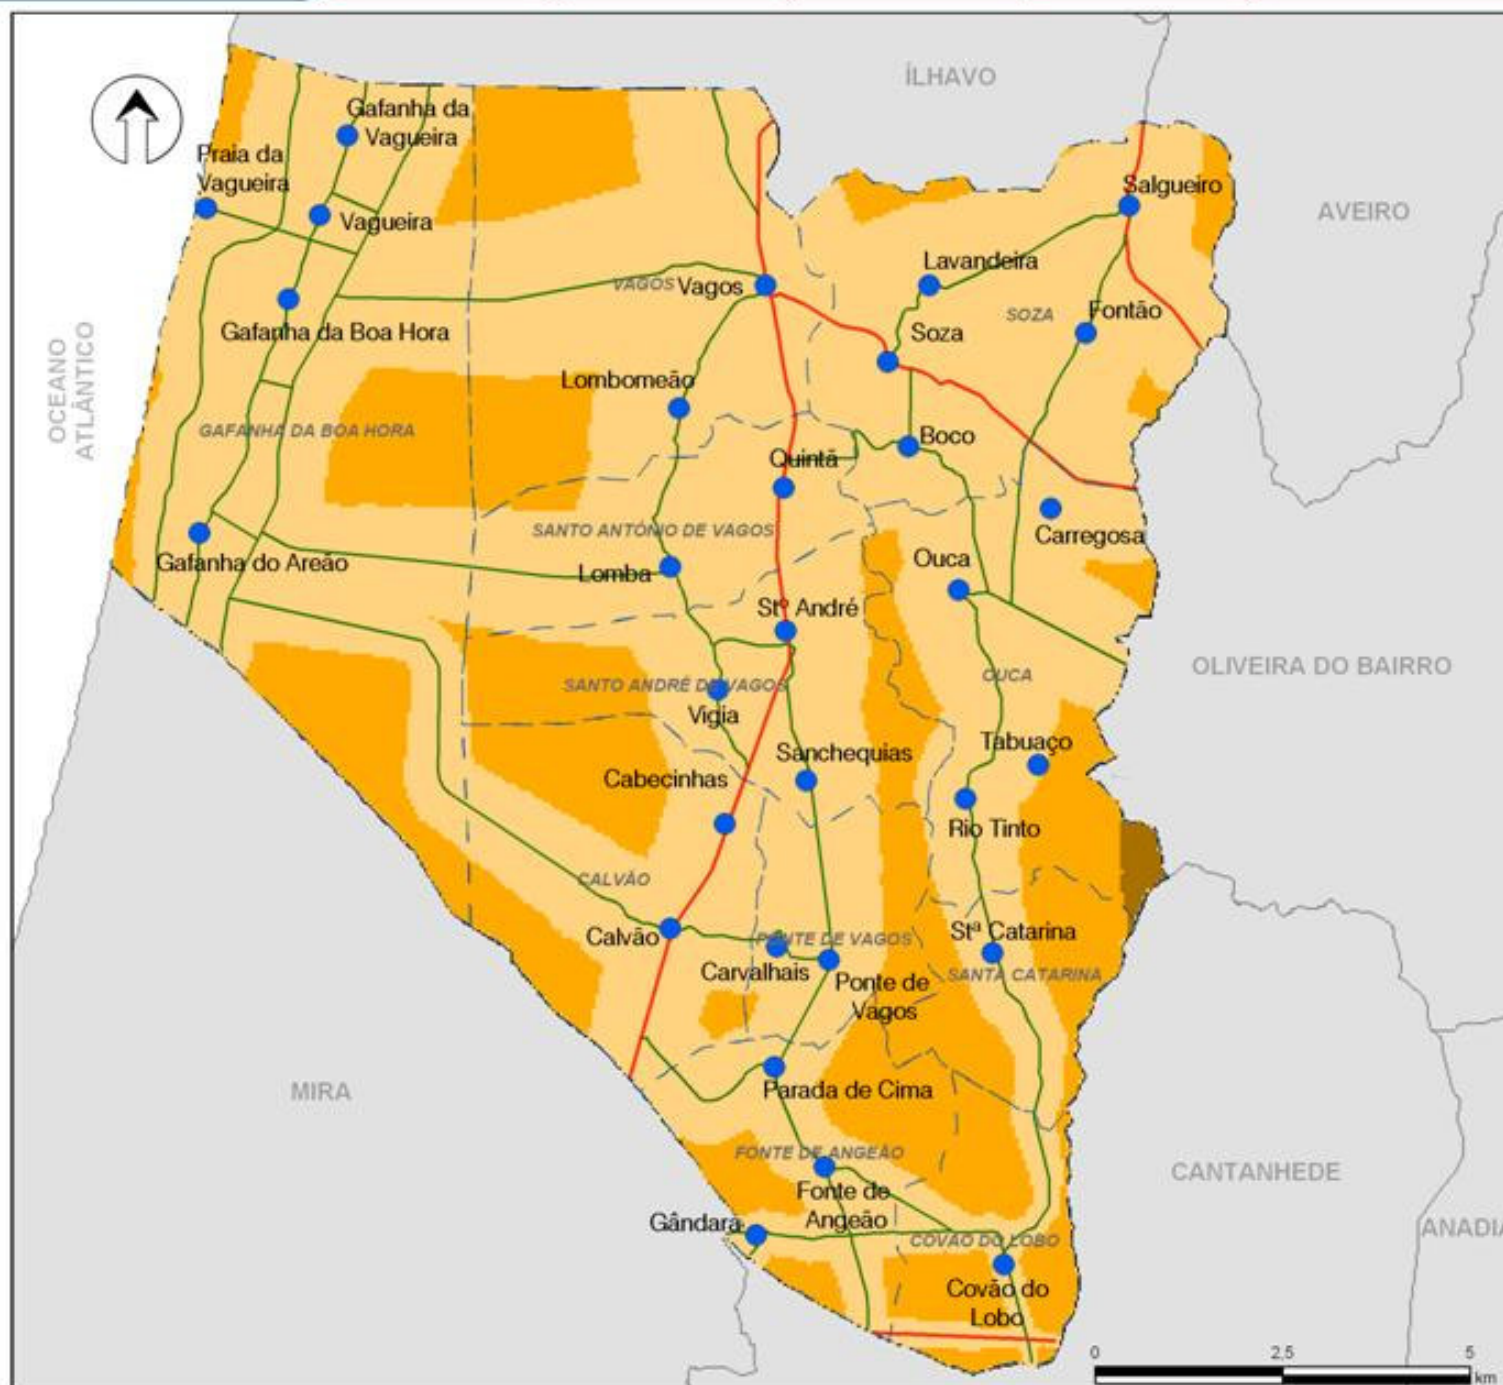 ÍLHAVO
Gafanha da
Vagueira
Praia da
Vagueira
Salgueiro
AVEIRO
Vagueira
Lavandeira
VAGOS
Vagos
SOZA
Fontão
Gafanha da Boa Hora
Soza
OCEANO
ATLÂNTICO
Lombomeão
GAFANHA DA BOA HORA
Boco
Quintã
SANTO ANTÓNIO DE VAGOS
Carregosa
Gafanha do Areão
Ouca
Lomba
Stº André
OLIVEIRA DO BAIRRO
OUCA
SANTO ANDRÉ DE VAGOS
Vigia
Tabuaço
Sanchequias
Cabecinhas
Rio Tinto
CALVÃO
Calvão
Stª Catarina
PONTE DE VAGOS
Carvalhais
SANTA CATARINA
Ponte de
Vagos
MIRA
Parada de Cima
FONTE DE ANGEÃO
CANTANHEDE
Fonte de
Angeão
Gândara
ANADIA
COVÃO DO LOBO
Covão do
Lobo
0 2.5 5
km